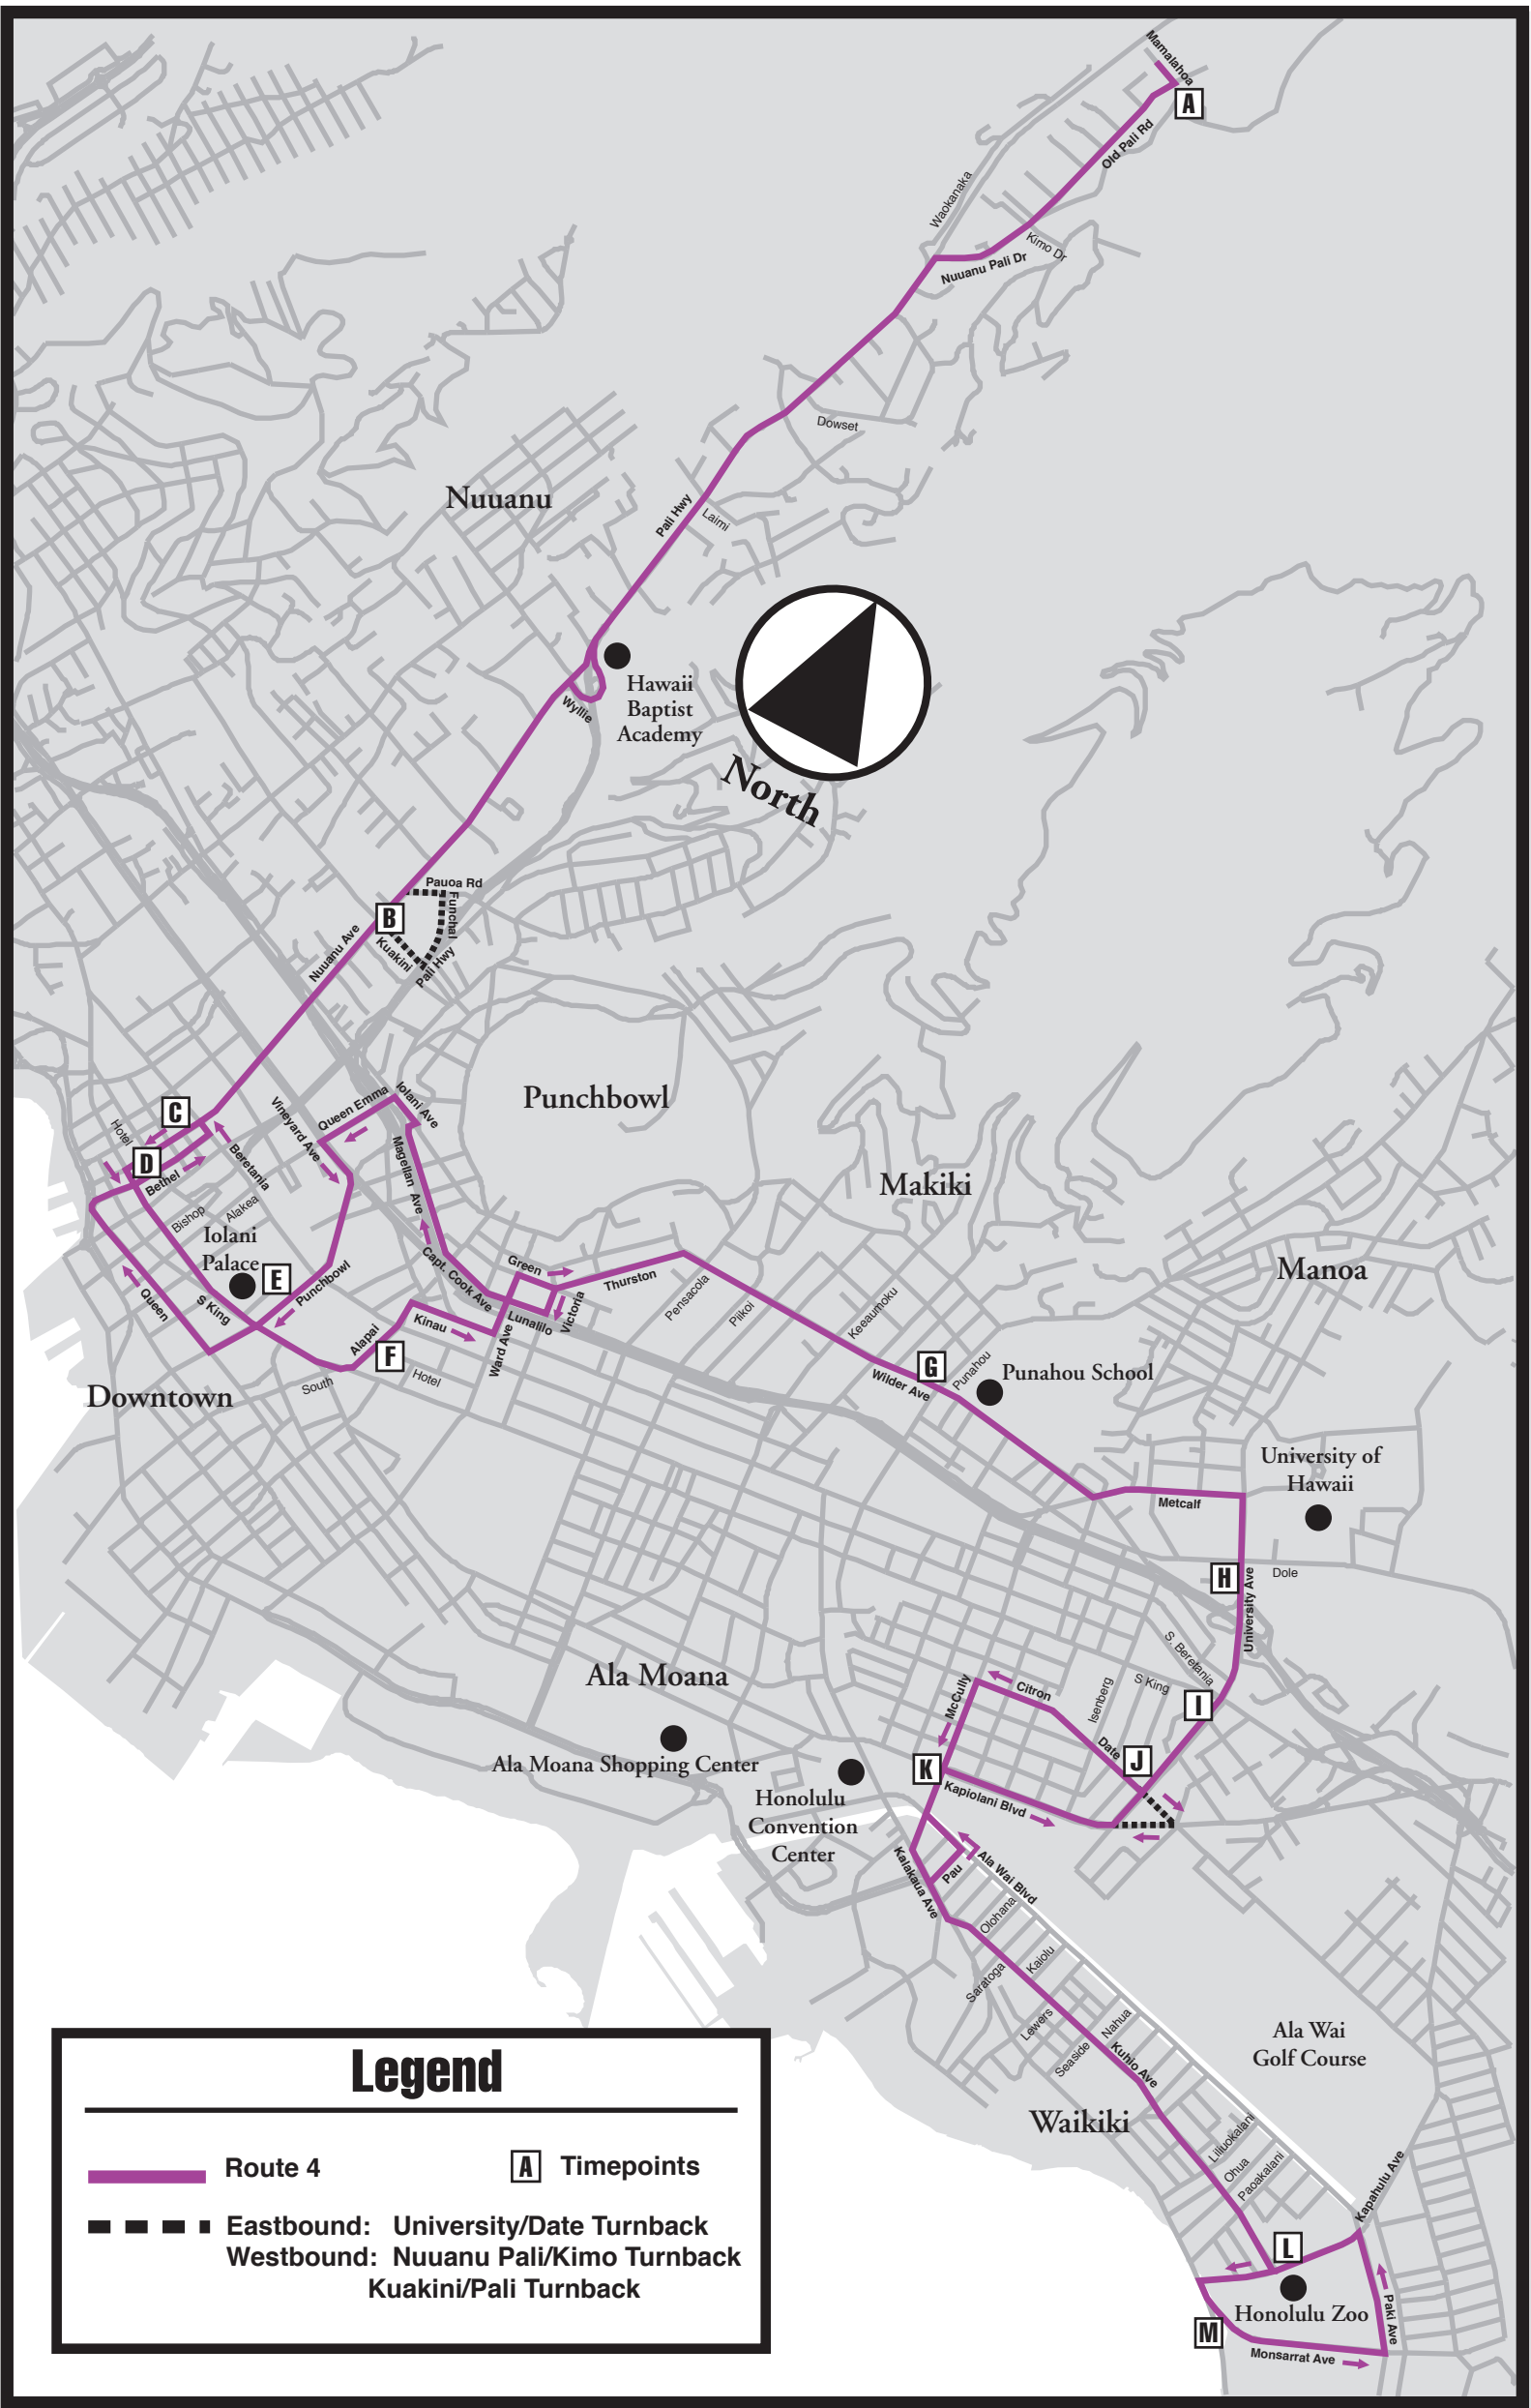 Mamalahoa
A
Old Pali Rd
Waokanaka
Kimo Dr
Nuuanu Pali Dr
Dowset
Nuuanu
Pali Hwy
Laimi
Hawaii
Baptist
Academy
Wyllie
North
Pauoa Rd
Funchal
B
Kuakini
Pali Hwy
Nuuanu Ave
Punchbowl
Queen Emma
Iolani Ave
Vineyard Ave
Magellan Ave
C
Hotel
D
Bethel
Beretania
Bishop
Alakea
Iolani
Palace
E
Punchbowl
Queen
S King
Makiki
Capt. Cook Ave
Green
Thurston
Victoria
Lunalilo
Ward Ave
Kinau
Alapai
F
Hotel
South
Downtown
Pensacola
Piikoi
Keeaumoku
G
Wilder Ave
Punahou
Punahou School
Manoa
University of
Hawaii
Metcalf
Dole
H
University Ave
S. Beretania
S King
Isenberg
I
Ala Moana
Ala Moana Shopping Center
McCully
Citron
Date
J
K
Kapiolani Blvd
Honolulu
Convention
Center
Kalakaua Ave
Pau
Ala Wai Blvd
Olohana
Kaiolu
Saratoga
Lewers
Seaside
Nahua
Kuhio Ave
Ala Wai
Golf Course
Waikiki
Liliuokalani
Ohua
Paoakalani
Kapahulu Ave
L
Honolulu Zoo
Paki Ave
M
Monsarrat Ave
Legend
Route 4
A Timepoints
Eastbound: University/Date Turnback
Westbound: Nuuanu Pali/Kimo Turnback
Kuakini/Pali Turnback